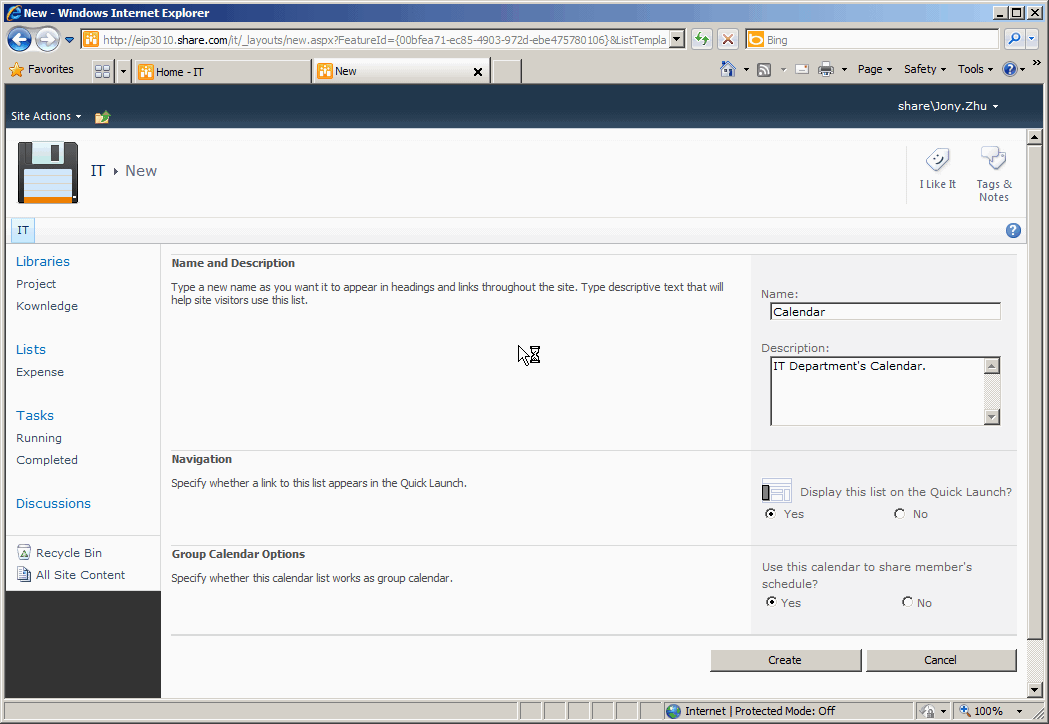 New - Windows Internet Explorer
http://eip3010.share.com/it/_layouts/new.aspx?FeatureId={00bfea71-ec85-4903-972d-ebe475780106}&ListTempla
Bing
Favorites
Home - IT
New
Page
Safety
Tools
»
Site Actions
share\Jony.Zhu
IT
New
I Like It
Tags &
Notes
IT
Libraries
Project
Kownledge
Lists
Expense
Tasks
Running
Completed
Discussions
Recycle Bin
All Site Content
Name and Description
Type a new name as you want it to appear in headings and links throughout the site. Type descriptive text that will
help site visitors use this list.
Name:
Calendar
Description:
IT Department's Calendar.
Navigation
Specify whether a link to this list appears in the Quick Launch.
Display this list on the Quick Launch?
Yes No
Group Calendar Options
Specify whether this calendar list works as group calendar.
Use this calendar to share member's
schedule?
Yes No
Create Cancel
Internet | Protected Mode: Off
100%